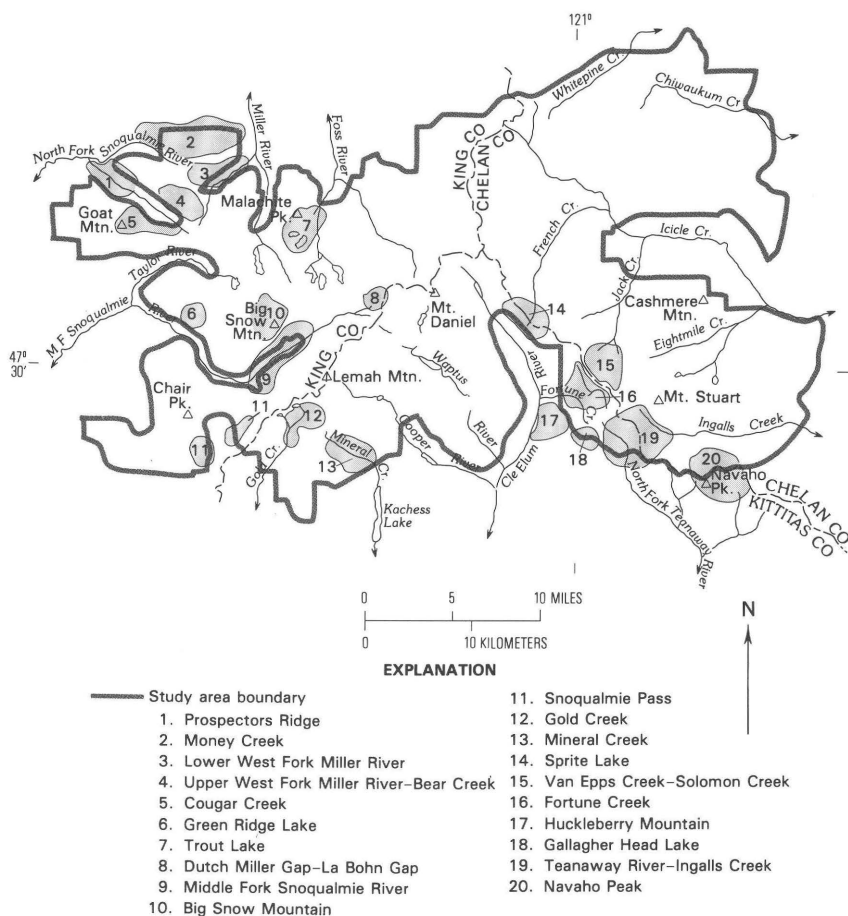 121°
Whitepine Cr.
Chiwaukum Cr
Miller River
Foss River
North Fork Snoqualmie River
2
KING CO
CHELAN CO
1
3
4
Malachite Pk.
7
Goat Mtn.
5
French Cr.
Icicle Cr.
Taylor River
Jack Cr.
Cashmere Mtn.
M F Snoqualmie River
6
Big Snow Mtn.
10
8
Mt. Daniel
14
Eightmile Cr.
47° 30'
9
KING CO
Lemah Mtn.
Waptus River
15
Chair Pk.
Fortune Cr.
16
Mt. Stuart
11
12
17
Ingalls Creek
11
Gold Cr.
Mineral Cr.
13
Cooper River
Cle Elum River
18
19
20
Navaho Pk.
Kachess Lake
North Fork Teanaway River
CHELAN CO
KITTITAS CO
0 5 10 MILES
0 10 KILOMETERS
N
EXPLANATION
Study area boundary
1. Prospectors Ridge
2. Money Creek
3. Lower West Fork Miller River
4. Upper West Fork Miller River–Bear Creek
5. Cougar Creek
6. Green Ridge Lake
7. Trout Lake
8. Dutch Miller Gap–La Bohn Gap
9. Middle Fork Snoqualmie River
10. Big Snow Mountain
11. Snoqualmie Pass
12. Gold Creek
13. Mineral Creek
14. Sprite Lake
15. Van Epps Creek–Solomon Creek
16. Fortune Creek
17. Huckleberry Mountain
18. Gallagher Head Lake
19. Teanaway River–Ingalls Creek
20. Navaho Peak